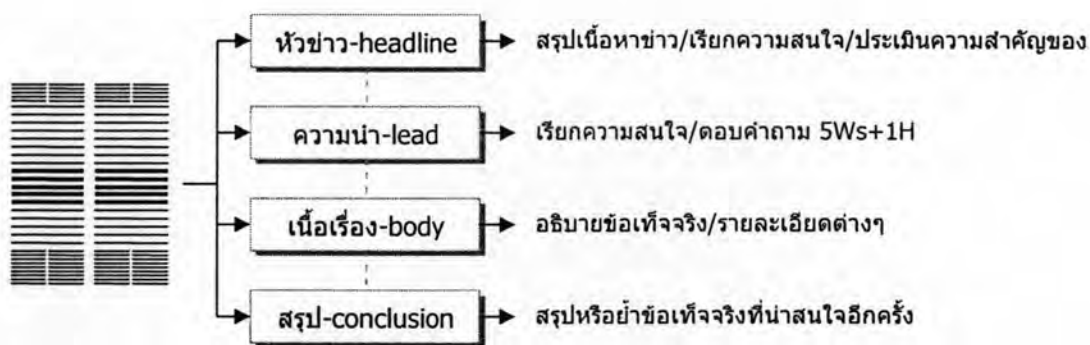 หัวข่าว-headline สรุปเนื้อหาข่าว/เรียกความสนใจ/ประเมินความสำคัญของ
ความนำ-lead เรียกความสนใจ/ตอบคำถาม 5Ws+1H
เนื้อเรื่อง-body อธิบายข้อเท็จจริง/รายละเอียดต่างๆ
สรุป-conclusion สรุปหรือย้ำข้อเท็จจริงที่น่าสนใจอีกครั้ง